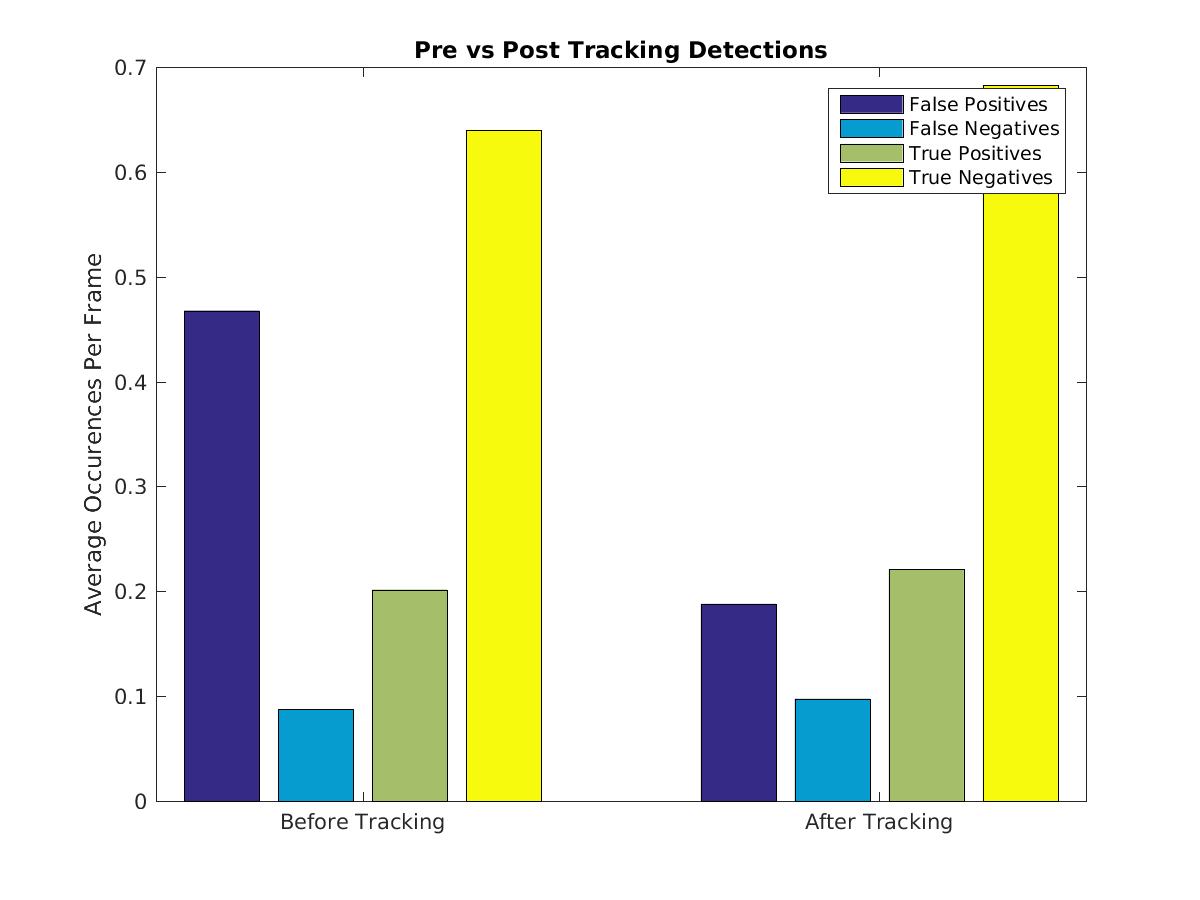 Pre vs Post Tracking Detections
0.7
0.6
0.5
0.4
0.3
0.2
0.1
0
Average Occurences Per Frame
False Positives
False Negatives
True Positives
True Negatives
Before Tracking
After Tracking